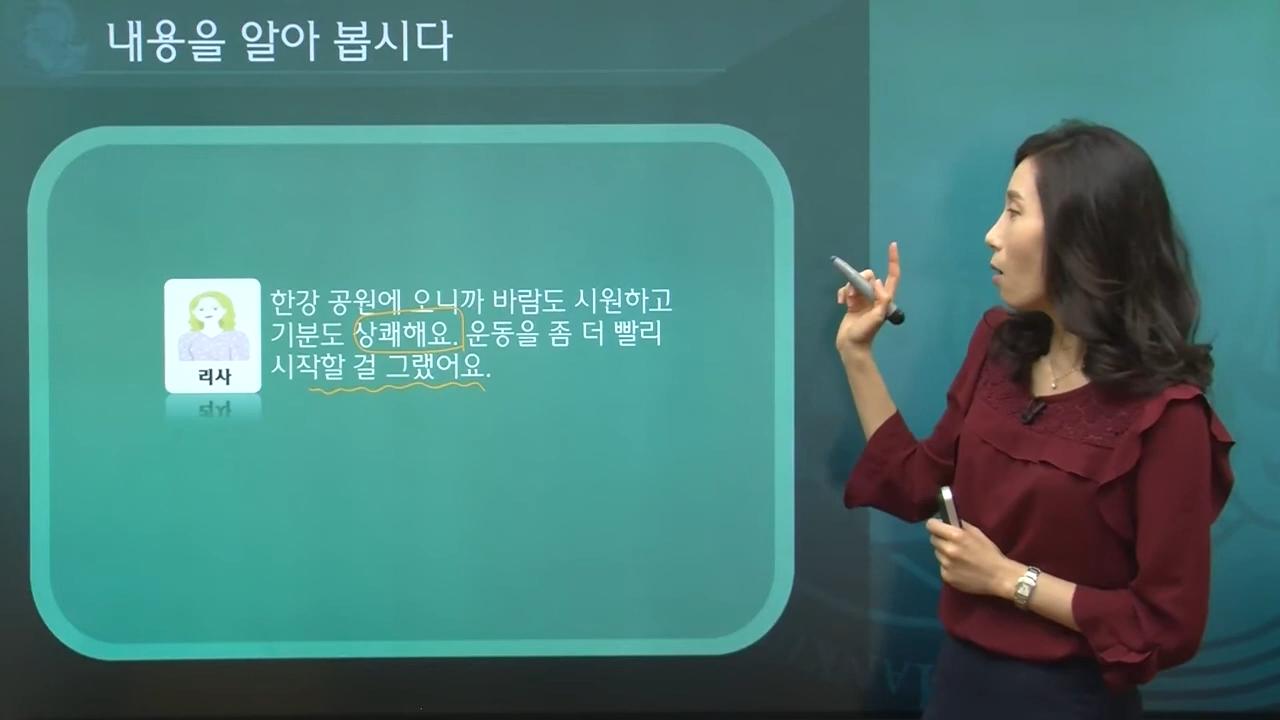 내용을 알아 봅시다
한강 공원에 오니까 바람도 시원하고
기분도 상쾌해요. 운동을 좀 더 빨리
시작할 걸 그랬어요.
리사